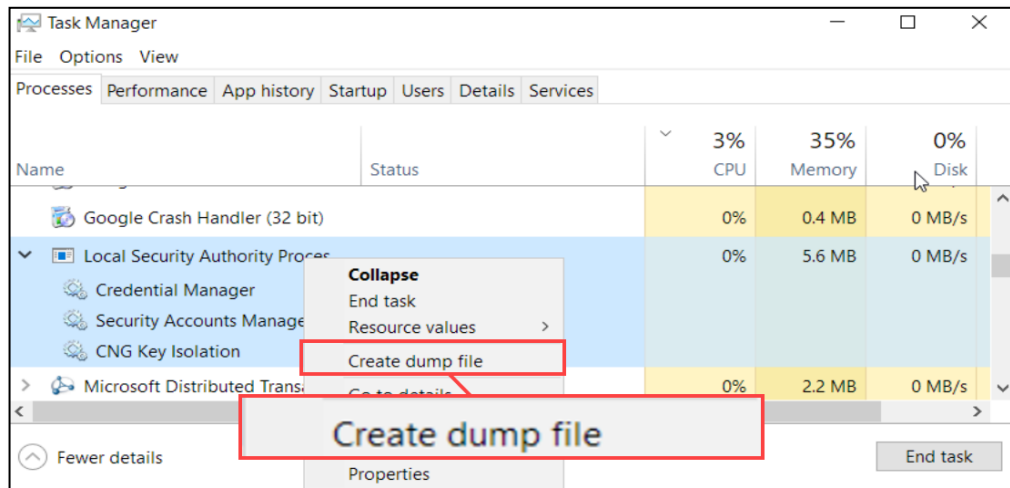 Task Manager
File Options View
Processes Performance App history Startup Users Details Services
3% 35% 0%
Name Status CPU Memory Disk
Google Crash Handler (32 bit) 0% 0.4 MB 0 MB/s
Local Security Authority Proces 0% 5.6 MB 0 MB/s
Collapse
Credential Manager
End task
Security Accounts Manage
Resource values
CNG Key Isolation
Create dump file
Microsoft Distributed Transa 0% 2.2 MB 0 MB/s
Go to details
Create dump file
Fewer details
Properties
End task